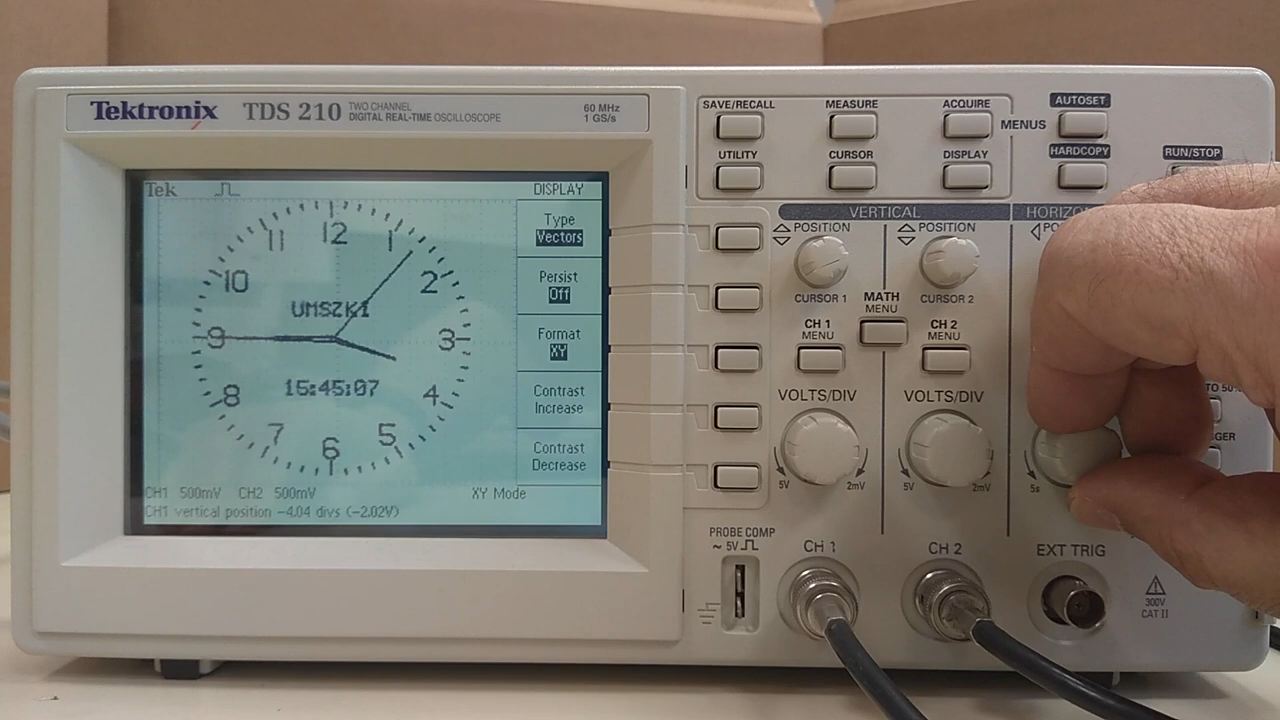 Tektronix TDS 210 TWO CHANNEL DIGITAL REAL-TIME OSCILLOSCOPE 60 MHz 1 GS/s
Tek DISPLAY
12
11 1
10 2
9 3
8 4
7 5
6
UMSZKI
15:45:07
Type
Vectors
Persist
Off
Format
XY
Contrast
Increase
Contrast
Decrease
CH1 500mV CH2 500mV XY Mode
CH1 vertical position -4.04 divs (-2.02V)
SAVE/RECALL MEASURE ACQUIRE MENUS AUTOSET
UTILITY CURSOR DISPLAY HARDCOPY RUN/STOP
VERTICAL
POSITION POSITION
CURSOR 1 CURSOR 2
MATH
MENU
CH 1
MENU
CH 2
MENU
VOLTS/DIV VOLTS/DIV
5V 2mV 5V 2mV 5s
PROBE COMP
~ 5V
CH 1 CH 2 EXT TRIG
300V
CAT II